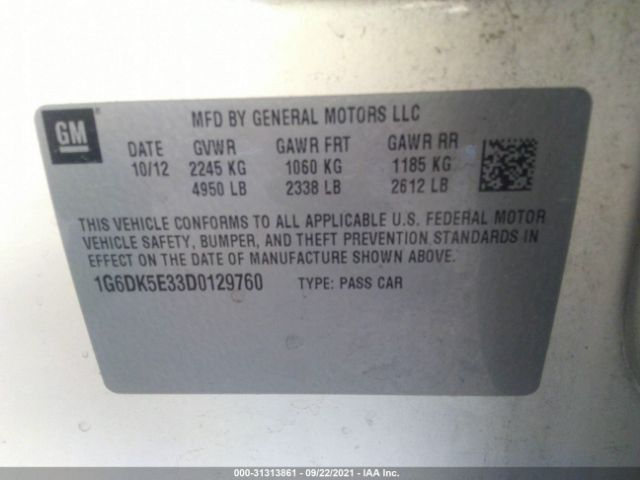 GM
MFD BY GENERAL MOTORS LLC
DATE GVWR GAWR FRT GAWR RR
10/12 2245 KG 1060 KG 1185 KG
4950 LB 2338 LB 2612 LB
THIS VEHICLE CONFORMS TO ALL APPLICABLE U.S. FEDERAL MOTOR
VEHICLE SAFETY, BUMPER, AND THEFT PREVENTION STANDARDS IN
EFFECT ON THE DATE OF MANUFACTURE SHOWN ABOVE.
1G6DK5E33D0129760 TYPE: PASS CAR
000-31313861 - 09/22/2021 - IAAI.COM